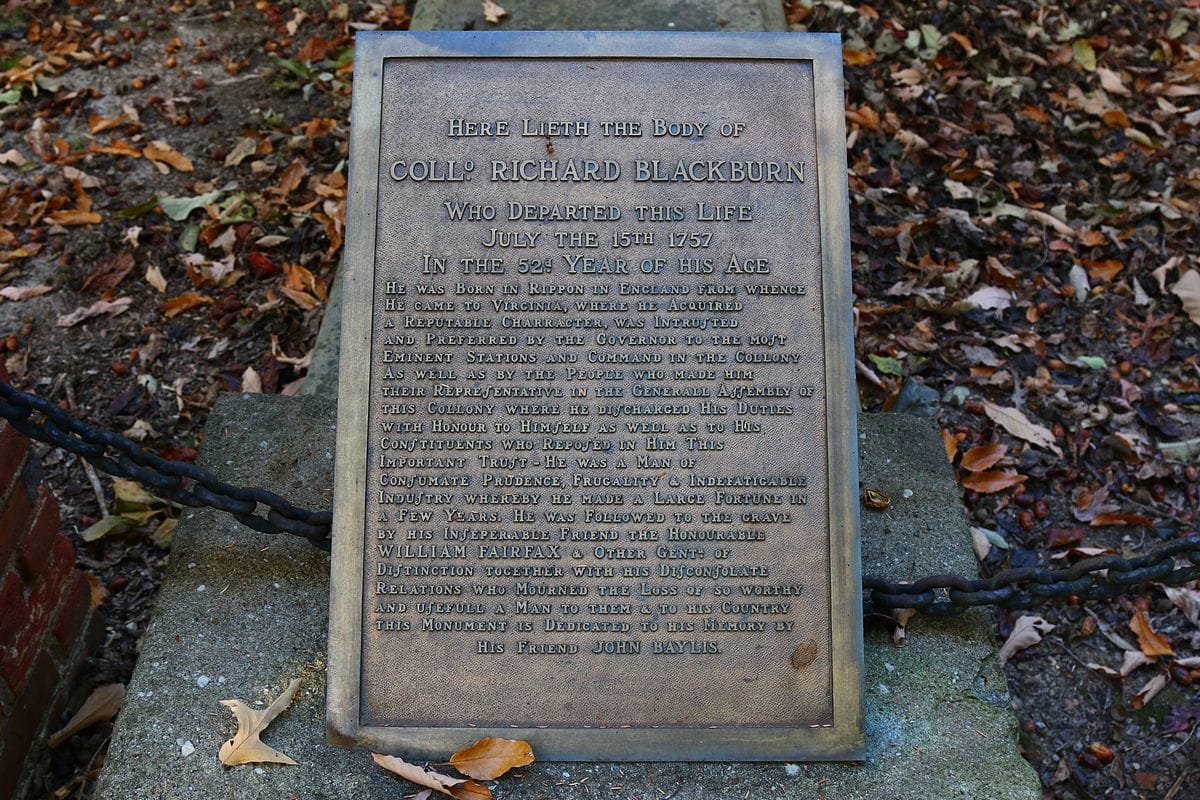 Here Lieth the Body of
COLLo. RICHARD BLACKBURN
Who Departed this Life
July the 15th 1757
In the 52d Year of his Age
He was Born in Rippon in England from whence
He came to Virginia, where he Acquired
a Reputable Charracter, was Intruſted
and Preferred by the Governor to the moſt
Eminent Stations and Command in the Collony
As well as by the People who made him
their Repreſentative in the Generall Aſſembly of
this Collony where he diſcharged His Duties
with Honour to Himſelf as well as to His
Conſtituents who Repoſed in Him This
Important Truſt - He was a Man of
Conſumate Prudence, Frugality & Indefatigable
Induſtry whereby he made a Large Fortune in
a Few Years. He was Followed to the grave
by his Inſeperable Friend the Honourable
WILLIAM FAIRFAX & Other Gentn. of
Diſtinction together with his Diſconſolate
Relations who Mourned the Loss of so worthy
and uſefull a Man to them & to his Country
this Monument is Dedicated to his Memory by
His Friend JOHN BAYLIS.